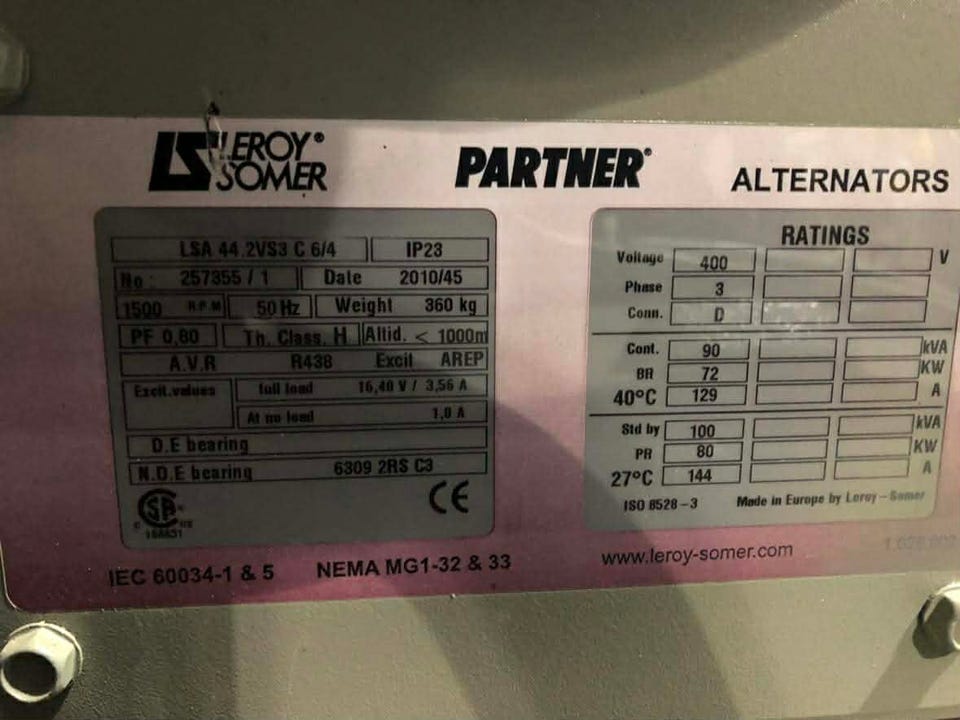 LEROY® SOMER
PARTNER®
ALTERNATORS
LSA 44.2VS3 C 6/4 IP23
No : 257355 / 1 Date 2010/45
1500 R.P.M 50 Hz Weight 360 kg
PF 0,80 Th. Class. H Altid. < 1000m
A.V.R R438 Excit AREP
Excit.values full load 16,40 V / 3,56 A
At no load 1,0 A
D.E bearing
N.D.E bearing 6309 2RS C3
CE
IEC 60034-1 & 5 NEMA MG1-32 & 33
RATINGS
Voltage 400 V
Phase 3
Conn. D
Cont. 90 kVA
BR 72 KW
40°C 129 A
Std by 100 kVA
PR 80 KW
27°C 144 A
ISO 8528-3 Made in Europe by Leroy-Somer
www.leroy-somer.com